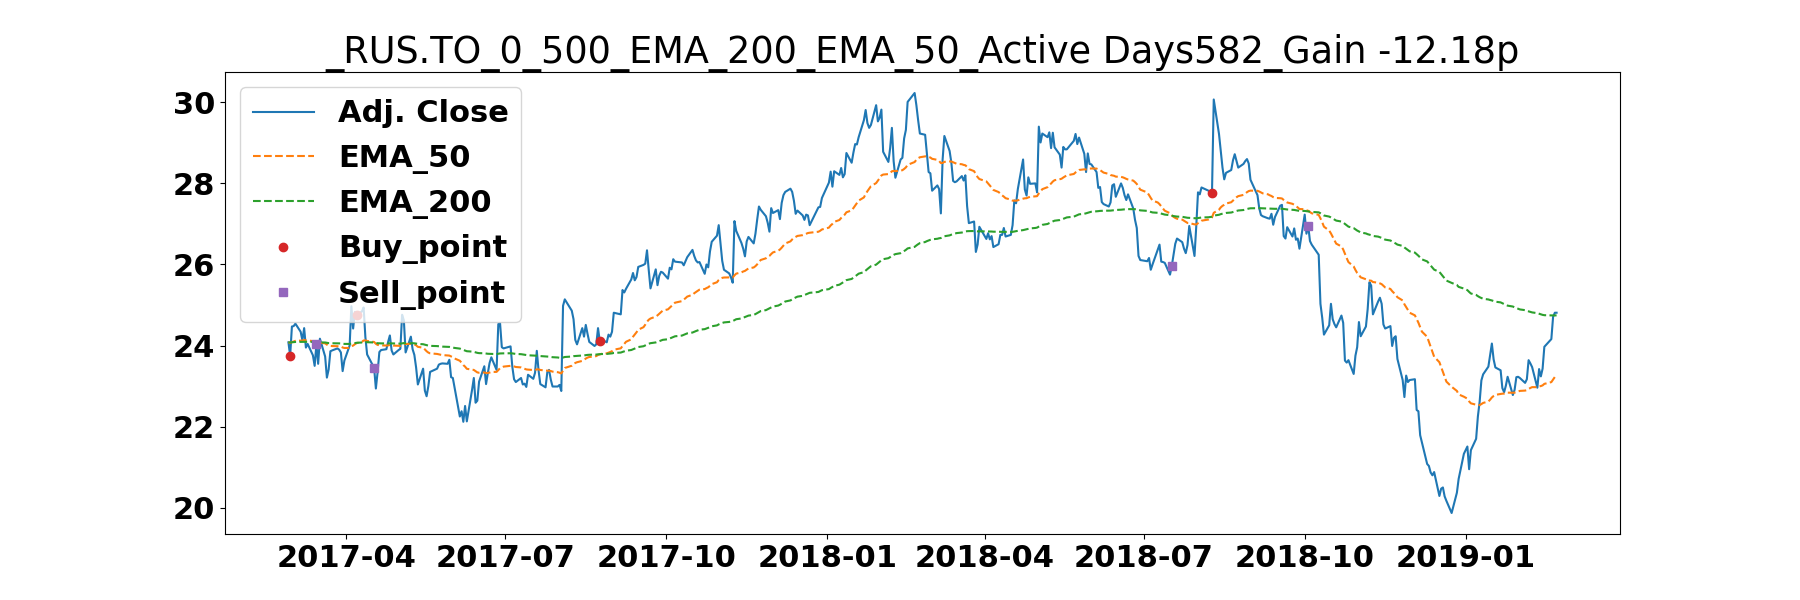 _RUS.TO_0_500_EMA_200_EMA_50_Active Days582_Gain -12.18p
30
28
26
24
22
20
Adj. Close
EMA_50
EMA_200
Buy_point
Sell_point
2017-04 2017-07 2017-10 2018-01 2018-04 2018-07 2018-10 2019-01